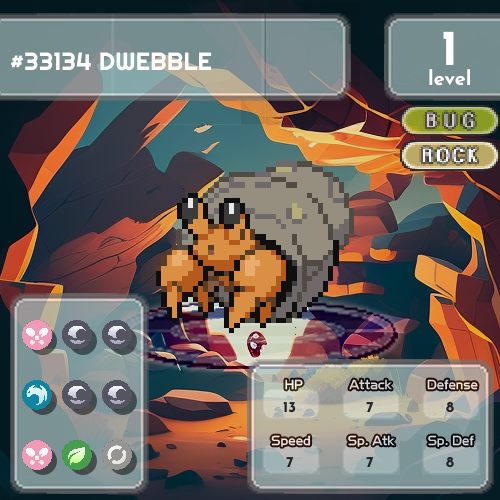 #33134 DWEBBLE
1
level
BUG
ROCK
HP Attack Defense
13 7 8
Speed Sp. Atk Sp. Def
7 7 8